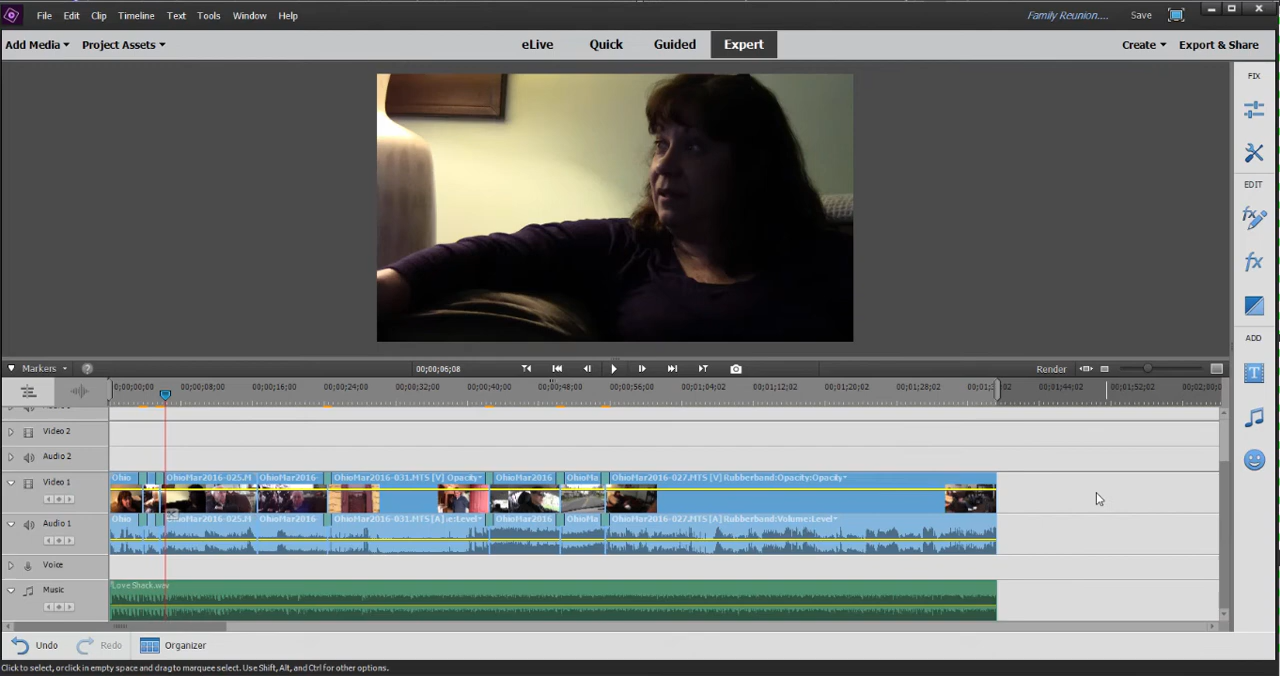 File Edit Clip Timeline Text Tools Window Help Family Reunion.... Save
Add Media Project Assets eLive Quick Guided Expert Create Export & Share
FIX
EDIT
ADD
Markers 00;00;06;08 Render
00;00;08;00 00;00;16;00 00;00;24;00 00;00;32;00 00;00;40;00 00;00;48;00 00;00;56;00 00;01;04;02 00;01;12;02 00;01;20;02 00;01;28;02 00;01;44;02 00;01;52;02
Video 2
Audio 2
Video 1 Ohio OhioMar2016-025.M OhioMar2016- OhioMar2016-031.MTS [V] Opacity OhioMar2016 OhioMa OhioMar2016-027.MTS [V] Rubberband:Opacity:Opacity
Audio 1 Ohio OhioMar2016-025.M OhioMar2016- OhioMar2016-031.MTS [A] :e:Level OhioMar2016 OhioMa OhioMar2016-027.MTS [A] Rubberband:Volume:Level
Voice
Music Love Shack.wav
Undo Redo Organizer
Click to select, or click in empty space and drag to marquee select. Use Shift, Alt, and Ctrl for other options.